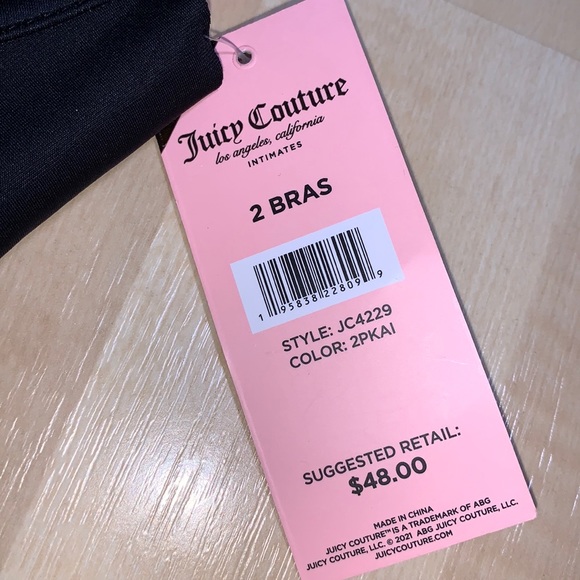 Juicy Couture
los angeles, california
INTIMATES
2 BRAS
1 95838 22809 9
STYLE: JC4229
COLOR: 2PKAI
SUGGESTED RETAIL:
$48.00
MADE IN CHINA
JUICY COUTURE™ IS A TRADEMARK OF ABG
JUICY COUTURE, LLC. © 2021 ABG JUICY COUTURE, LLC.
JUICYCOUTURE.COM